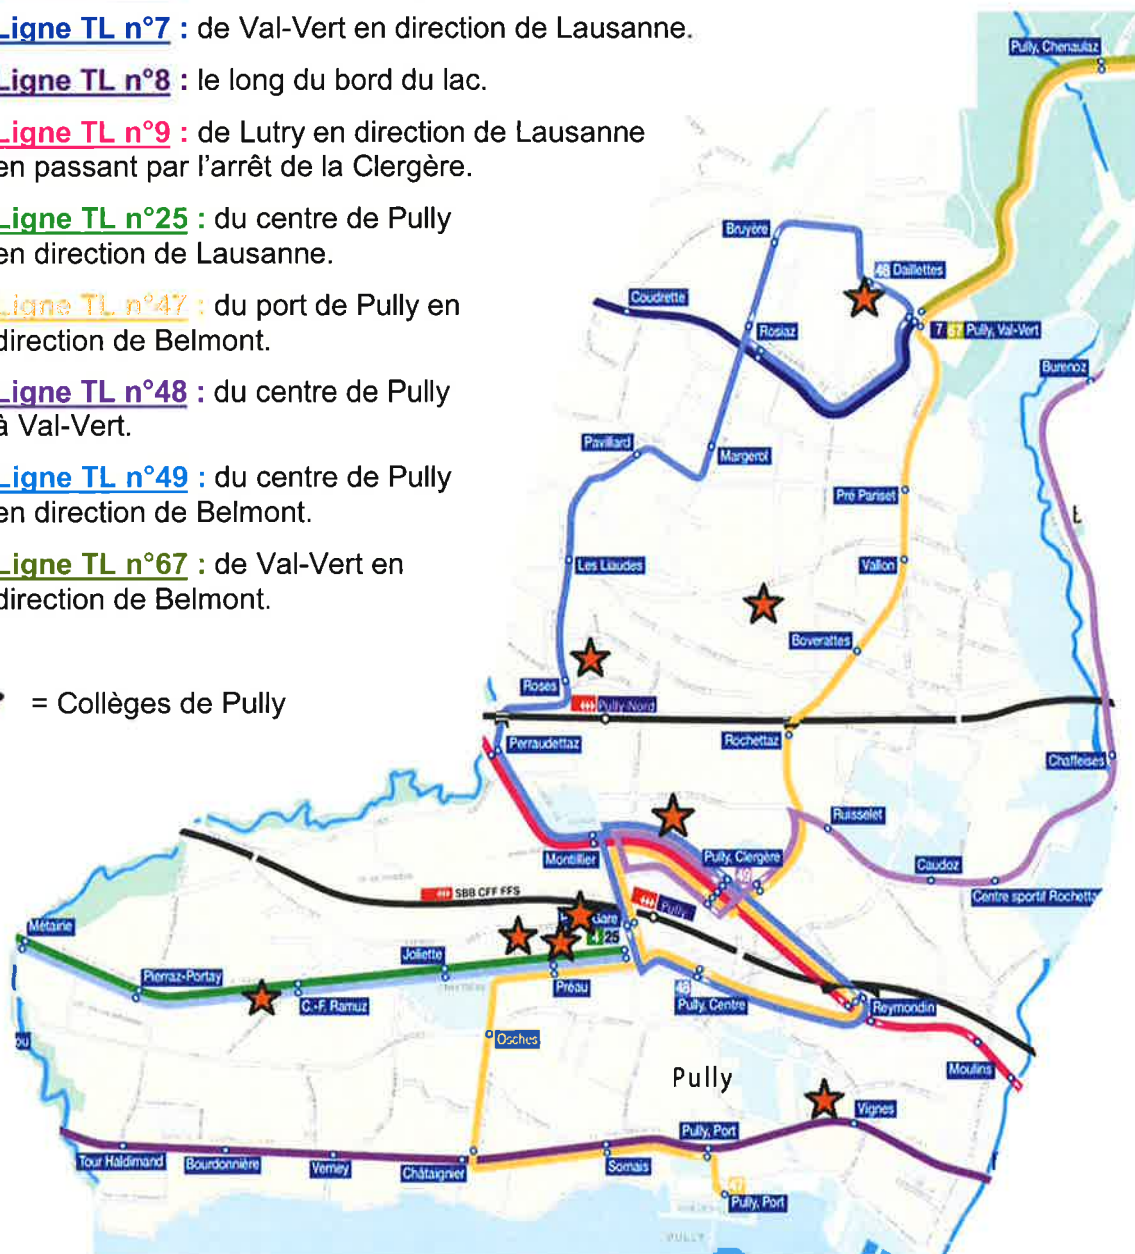 Ligne TL n°7 : de Val-Vert en direction de Lausanne.
Ligne TL n°8 : le long du bord du lac.
Ligne TL n°9 : de Lutry en direction de Lausanne
en passant par l'arrêt de la Clergère.
Ligne TL n°25 : du centre de Pully
en direction de Lausanne.
Ligne TL n°47 : du port de Pully en
direction de Belmont.
Ligne TL n°48 : du centre de Pully
à Val-Vert.
Ligne TL n°49 : du centre de Pully
en direction de Belmont.
Ligne TL n°67 : de Val-Vert en
direction de Belmont.
= Collèges de Pully
Pully, Chenaulaz
Bruyère
48 Daillettes
Coudrette
Rosiaz
7 67 Pully, Val-Vert
Burenoz
Pavillard
Margerol
Pré Pariset
Les Liaudes
Vallon
Boverattes
Roses
Pully-Nord
Perraudettaz
Rochettaz
Chaffeises
Ruisselet
Montillier
Pully, Clergère
49
Caudoz
Centre sportif Rochettaz
SBB CFF FFS
Pully
Gare
4 25
Métairie
Joliette
Pierraz-Portay
C.-F. Ramuz
Préau
48
Pully, Centre
Reymondin
Osches
Moulins
Pully
Vignes
Pully, Port
Tour Haldimand
Bourdonnière
Verney
Châtaignier
Somais
47
Pully, Port
PULLY